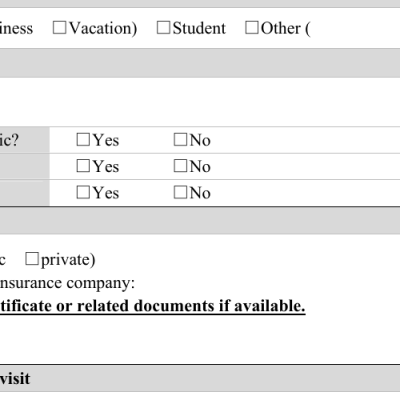 iness ☐Vacation) ☐Student ☐Other (
ic? ☐Yes ☐No
☐Yes ☐No
☐Yes ☐No
c ☐private)
nsurance company:
tificate or related documents if available.
visit